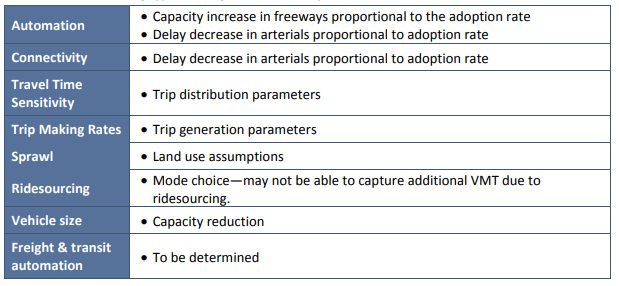 Automation
• Capacity increase in freeways proportional to the adoption rate
• Delay decrease in arterials proportional to adoption rate
Connectivity
• Delay decrease in arterials proportional to adoption rate
Travel Time
Sensitivity
• Trip distribution parameters
Trip Making Rates
• Trip generation parameters
Sprawl
• Land use assumptions
Ridesourcing
• Mode choice—may not be able to capture additional VMT due to
ridesourcing.
Vehicle size
• Capacity reduction
Freight & transit
automation
• To be determined